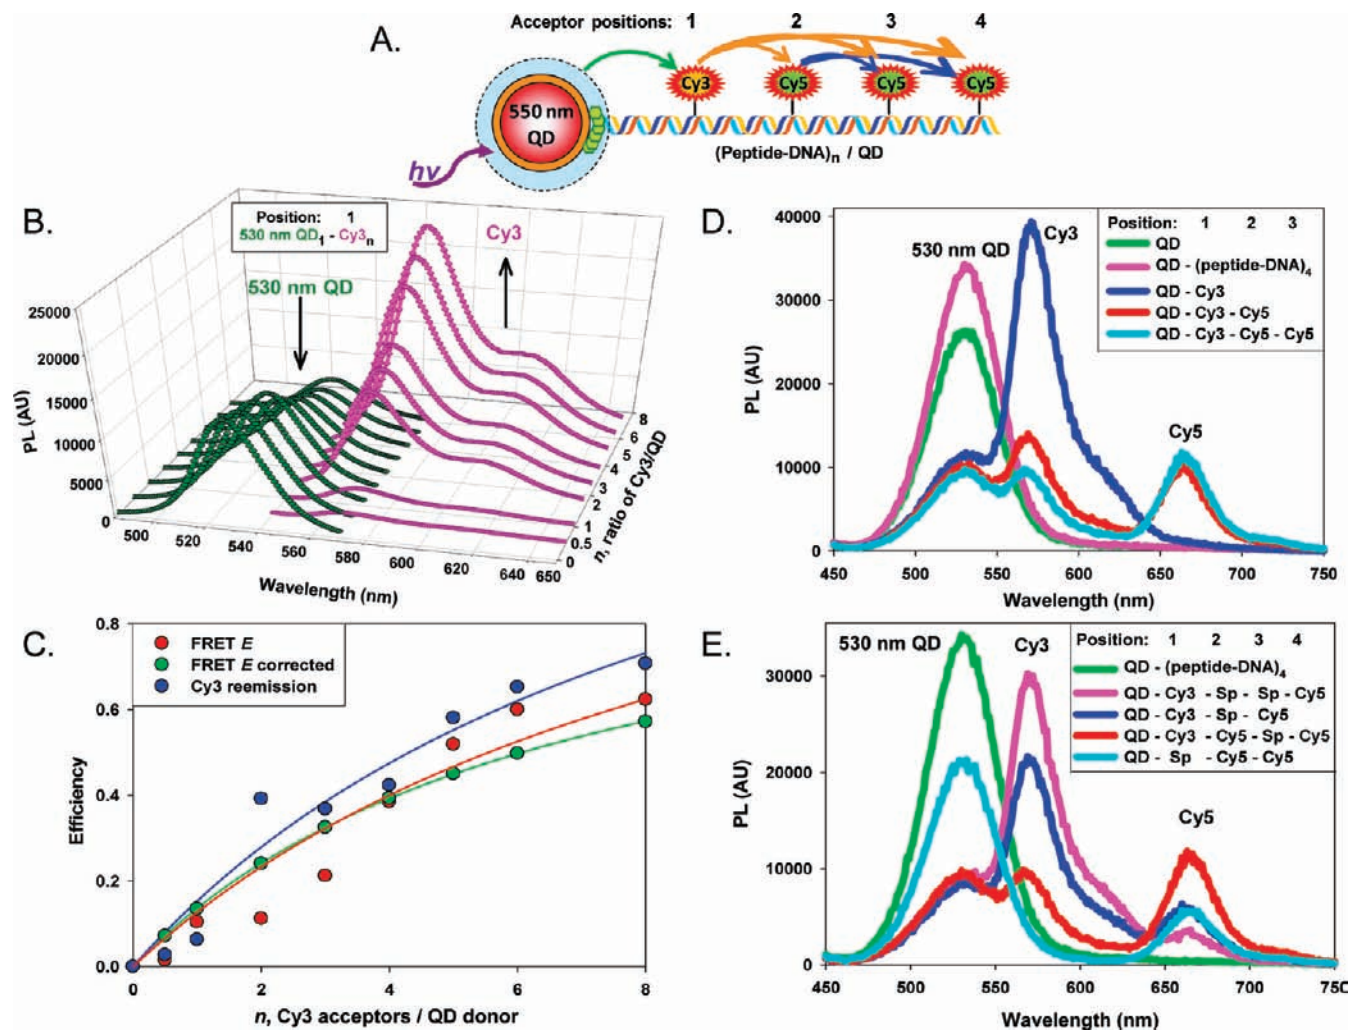 A.
Acceptor positions: 1 2 3 4
Cy3 Cy5 Cy5 Cy5
550 nm
QD
(Peptide-DNA)n / QD
hν
B.
Position: 1
530 nm QD1 - Cy3n
530 nm QD
Cy3
PL (AU)
25000
20000
15000
10000
5000
0
500 520 540 560 580 600 620 640 650
Wavelength (nm)
0 0.5 1 2 3 4 5 6 8
n, ratio of Cy3/QD
C.
FRET E
FRET E corrected
Cy3 reemission
Efficiency
0.8
0.6
0.4
0.2
0.0
0 2 4 6 8
n, Cy3 acceptors / QD donor
D.
530 nm QD
Cy3
Cy5
Position: 1 2 3
QD
QD - (peptide-DNA)4
QD - Cy3
QD - Cy3 - Cy5
QD - Cy3 - Cy5 - Cy5
PL (AU)
40000
30000
20000
10000
0
450 500 550 600 650 700 750
Wavelength (nm)
E.
530 nm QD
Cy3
Cy5
Position: 1 2 3 4
QD - (peptide-DNA)4
QD - Cy3 - Sp - Sp - Cy5
QD - Cy3 - Sp - Cy5
QD - Cy3 - Cy5 - Sp - Cy5
QD - Sp - Cy5 - Cy5
PL (AU)
30000
20000
10000
0
450 500 550 600 650 700 750
Wavelength (nm)